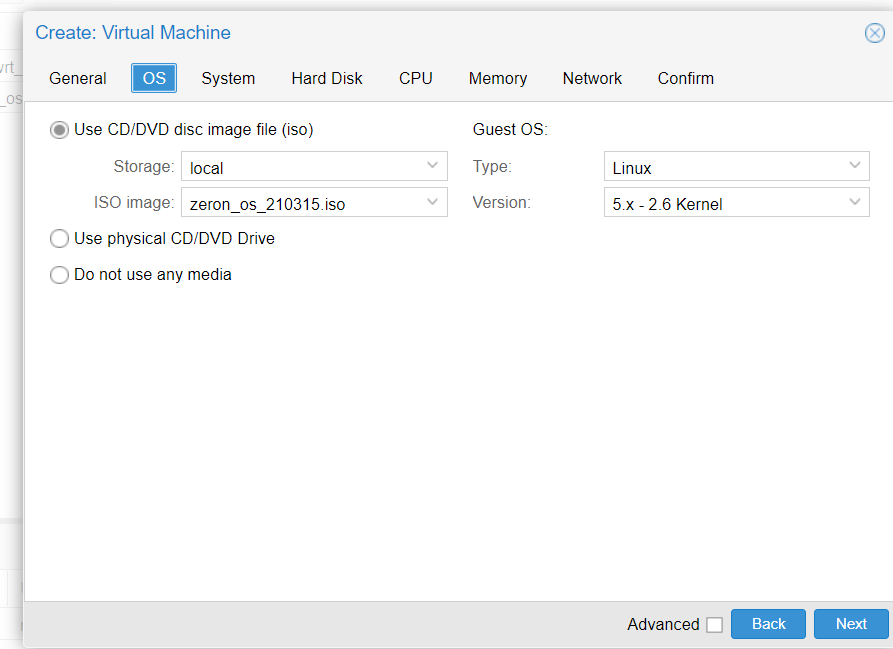 Create: Virtual Machine
General OS System Hard Disk CPU Memory Network Confirm
Use CD/DVD disc image file (iso) Guest OS:
Storage: local Type: Linux
ISO image: zeron_os_210315.iso Version: 5.x - 2.6 Kernel
Use physical CD/DVD Drive
Do not use any media
Advanced Back Next